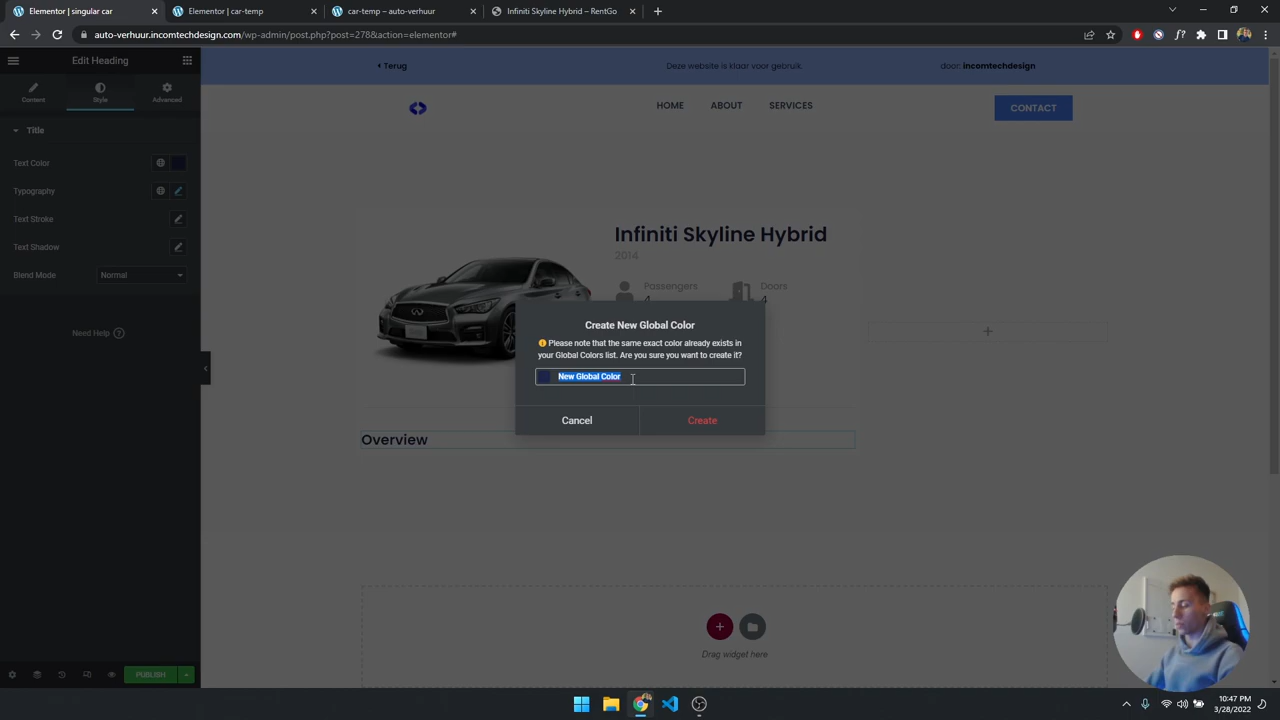 Elementor | singulair car
Elementor | car-temp
car-temp – auto-verhuur
Infiniti Skyline Hybrid – RentGo
auto-verhuur.incomtechdesign.com/wp-admin/post.php?post=278&action=elementor#
Edit Heading
Content
Style
Advanced
Title
Text Color
Typography
Text Stroke
Text Shadow
Blend Mode
Normal
Need Help
Terug
Deze website is klaar voor gebruik.
door: incomtechdesign
HOME
ABOUT
SERVICES
CONTACT
Infiniti Skyline Hybrid
2014
Passengers
4
Doors
4
Create New Global Color
Please note that the same exact color already exists in
your Global Colors list. Are you sure you want to create it?
New Global Color
Cancel
Create
Overview
Drag widget here
PUBLISH
10:47 PM
3/28/2022